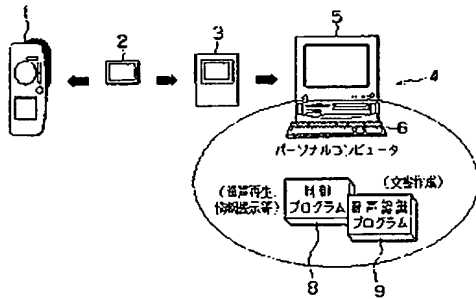 1
2
3
5
4
6
パーソナルコンピュータ
(音声再生,
情報提示等)
制御
プログラム
(文書作成)
音声認識
プログラム
8
9